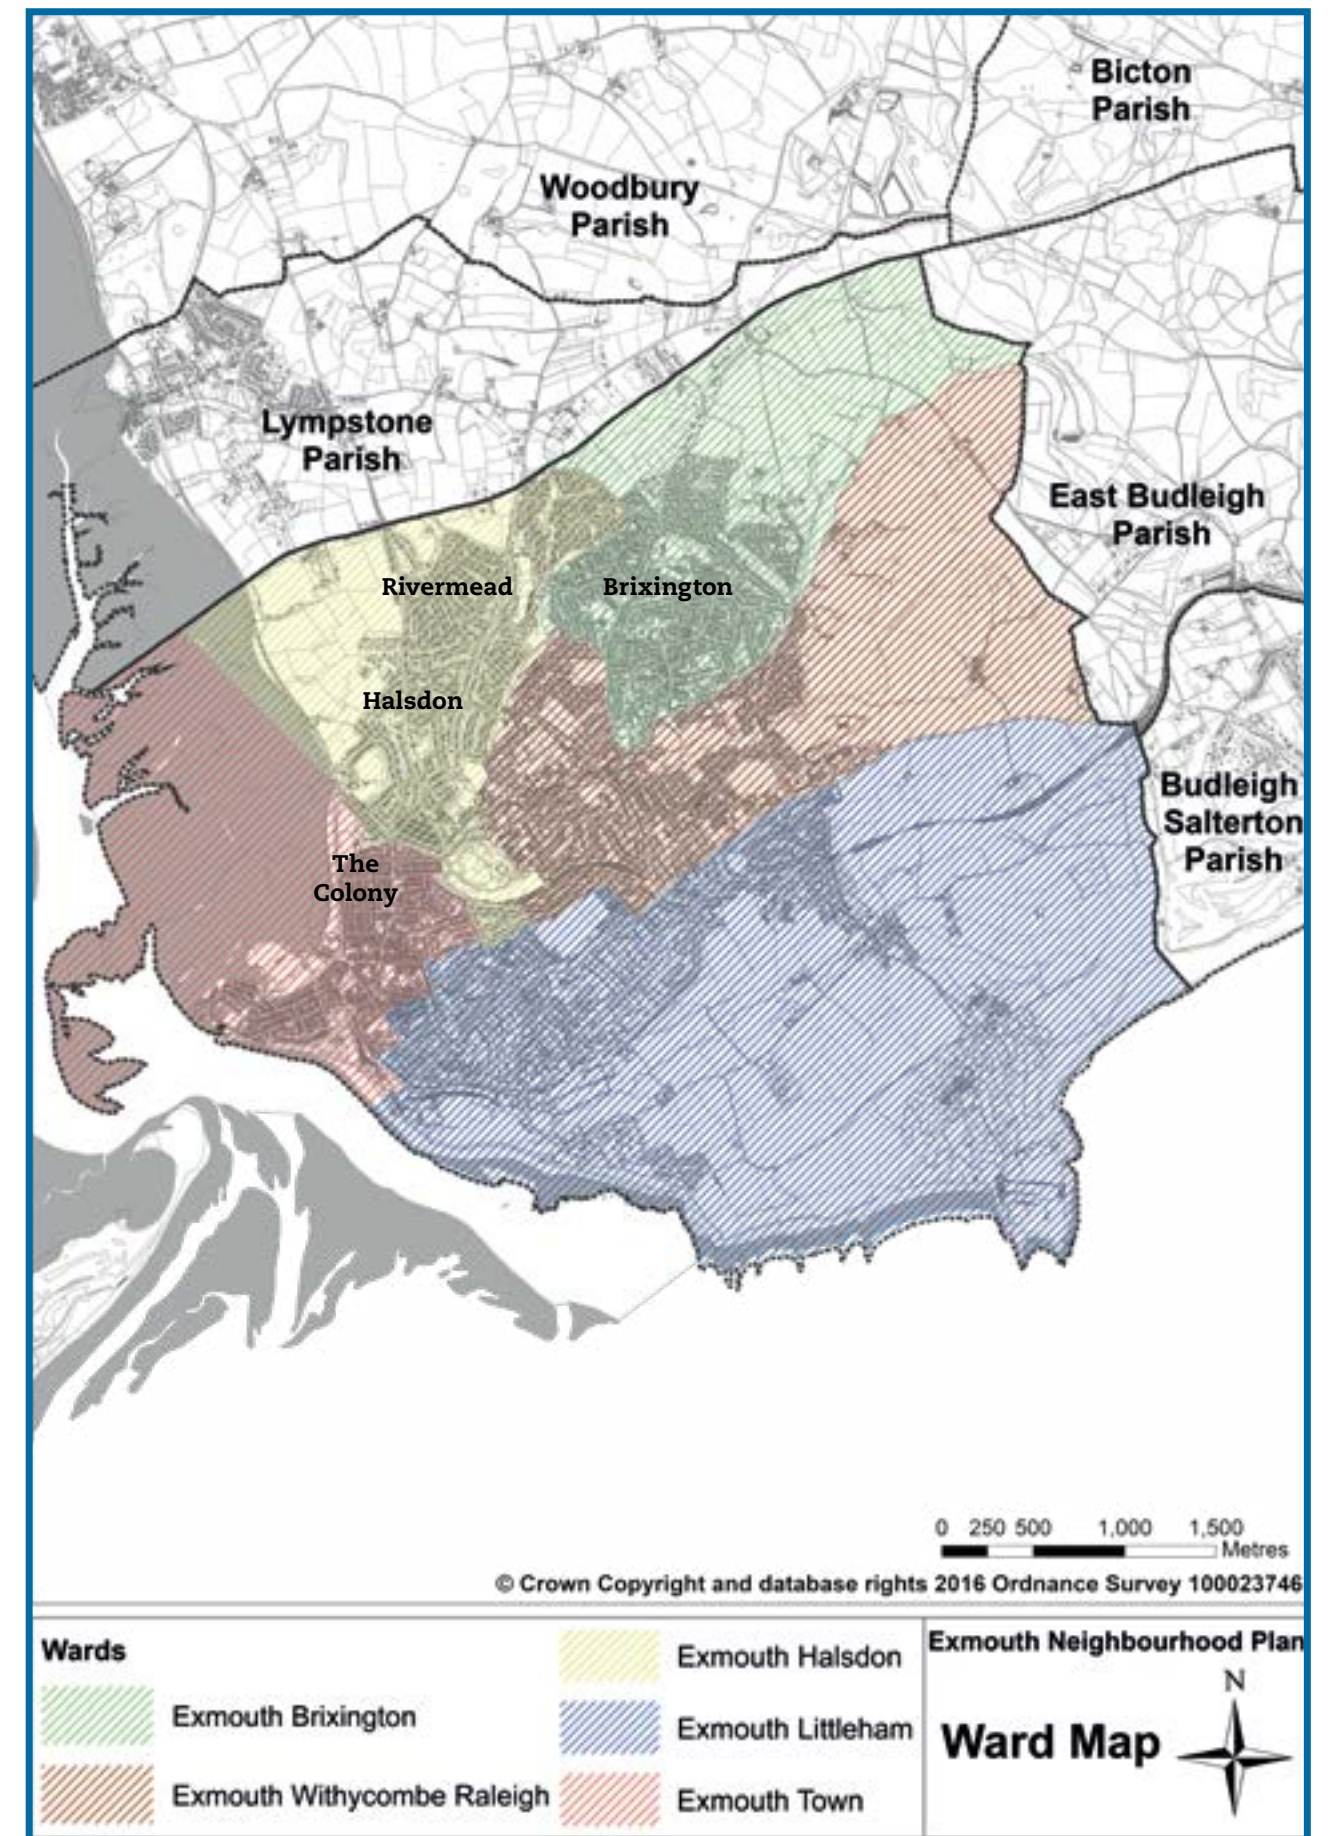 Bicton
Parish
Woodbury
Parish
Lympstone
Parish
East Budleigh
Parish
Rivermead
Brixington
Halsdon
Budleigh
Salterton
Parish
The
Colony
0 250 500 1,000 1,500
Metres
© Crown Copyright and database rights 2016 Ordnance Survey 100023746
Wards
Exmouth Brixington
Exmouth Withycombe Raleigh
Exmouth Halsdon
Exmouth Littleham
Exmouth Town
Exmouth Neighbourhood Plan
N
Ward Map